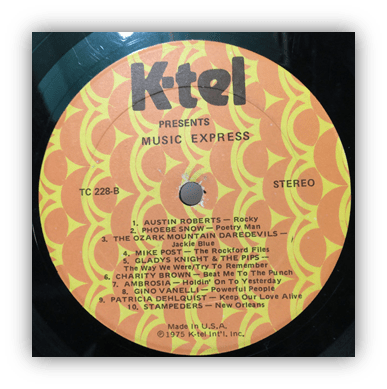 K-tel
PRESENTS
MUSIC EXPRESS
TC 228-B
STEREO
1. AUSTIN ROBERTS — Rocky
2. PHOEBE SNOW — Poetry Man
3. THE OZARK MOUNTAIN DAREDEVILS —
Jackie Blue
4. MIKE POST — The Rockford Files
5. GLADYS KNIGHT & THE PIPS —
The Way We Were/Try To Remember
6. CHARITY BROWN — Beat Me To The Punch
7. AMBROSIA — Holdin' On To Yesterday
8. GINO VANELLI — Powerful People
9. PATRICIA DEHLQUIST — Keep Our Love Alive
10. STAMPEDERS — New Orleans
Made in U.S.A.
℗ 1975 K-tel Int'l, Inc.